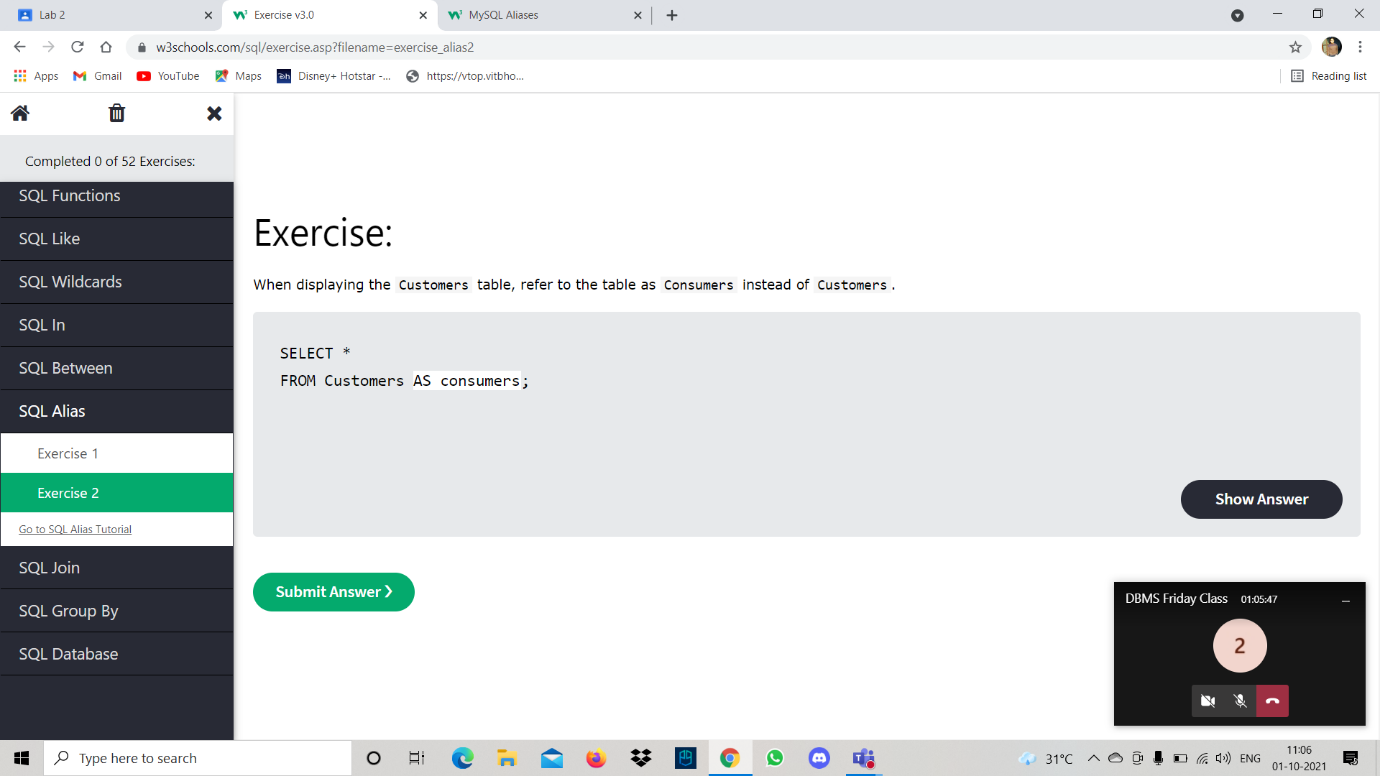 Lab 2
Exercise v3.0
MySQL Aliases
w3schools.com/sql/exercise.asp?filename=exercise_alias2
Apps
Gmail
YouTube
Maps
Disney+ Hotstar -...
https://vtop.vitbho...
Reading list
Completed 0 of 52 Exercises:
SQL Functions
SQL Like
SQL Wildcards
SQL In
SQL Between
SQL Alias
Exercise 1
Exercise 2
Go to SQL Alias Tutorial
SQL Join
SQL Group By
SQL Database
Exercise:
When displaying the Customers table, refer to the table as Consumers instead of Customers.
SELECT *
FROM Customers AS consumers;
Show Answer
Submit Answer ❯
DBMS Friday Class 01:05:47
2
Type here to search
31°C
ENG
11:06
01-10-2021